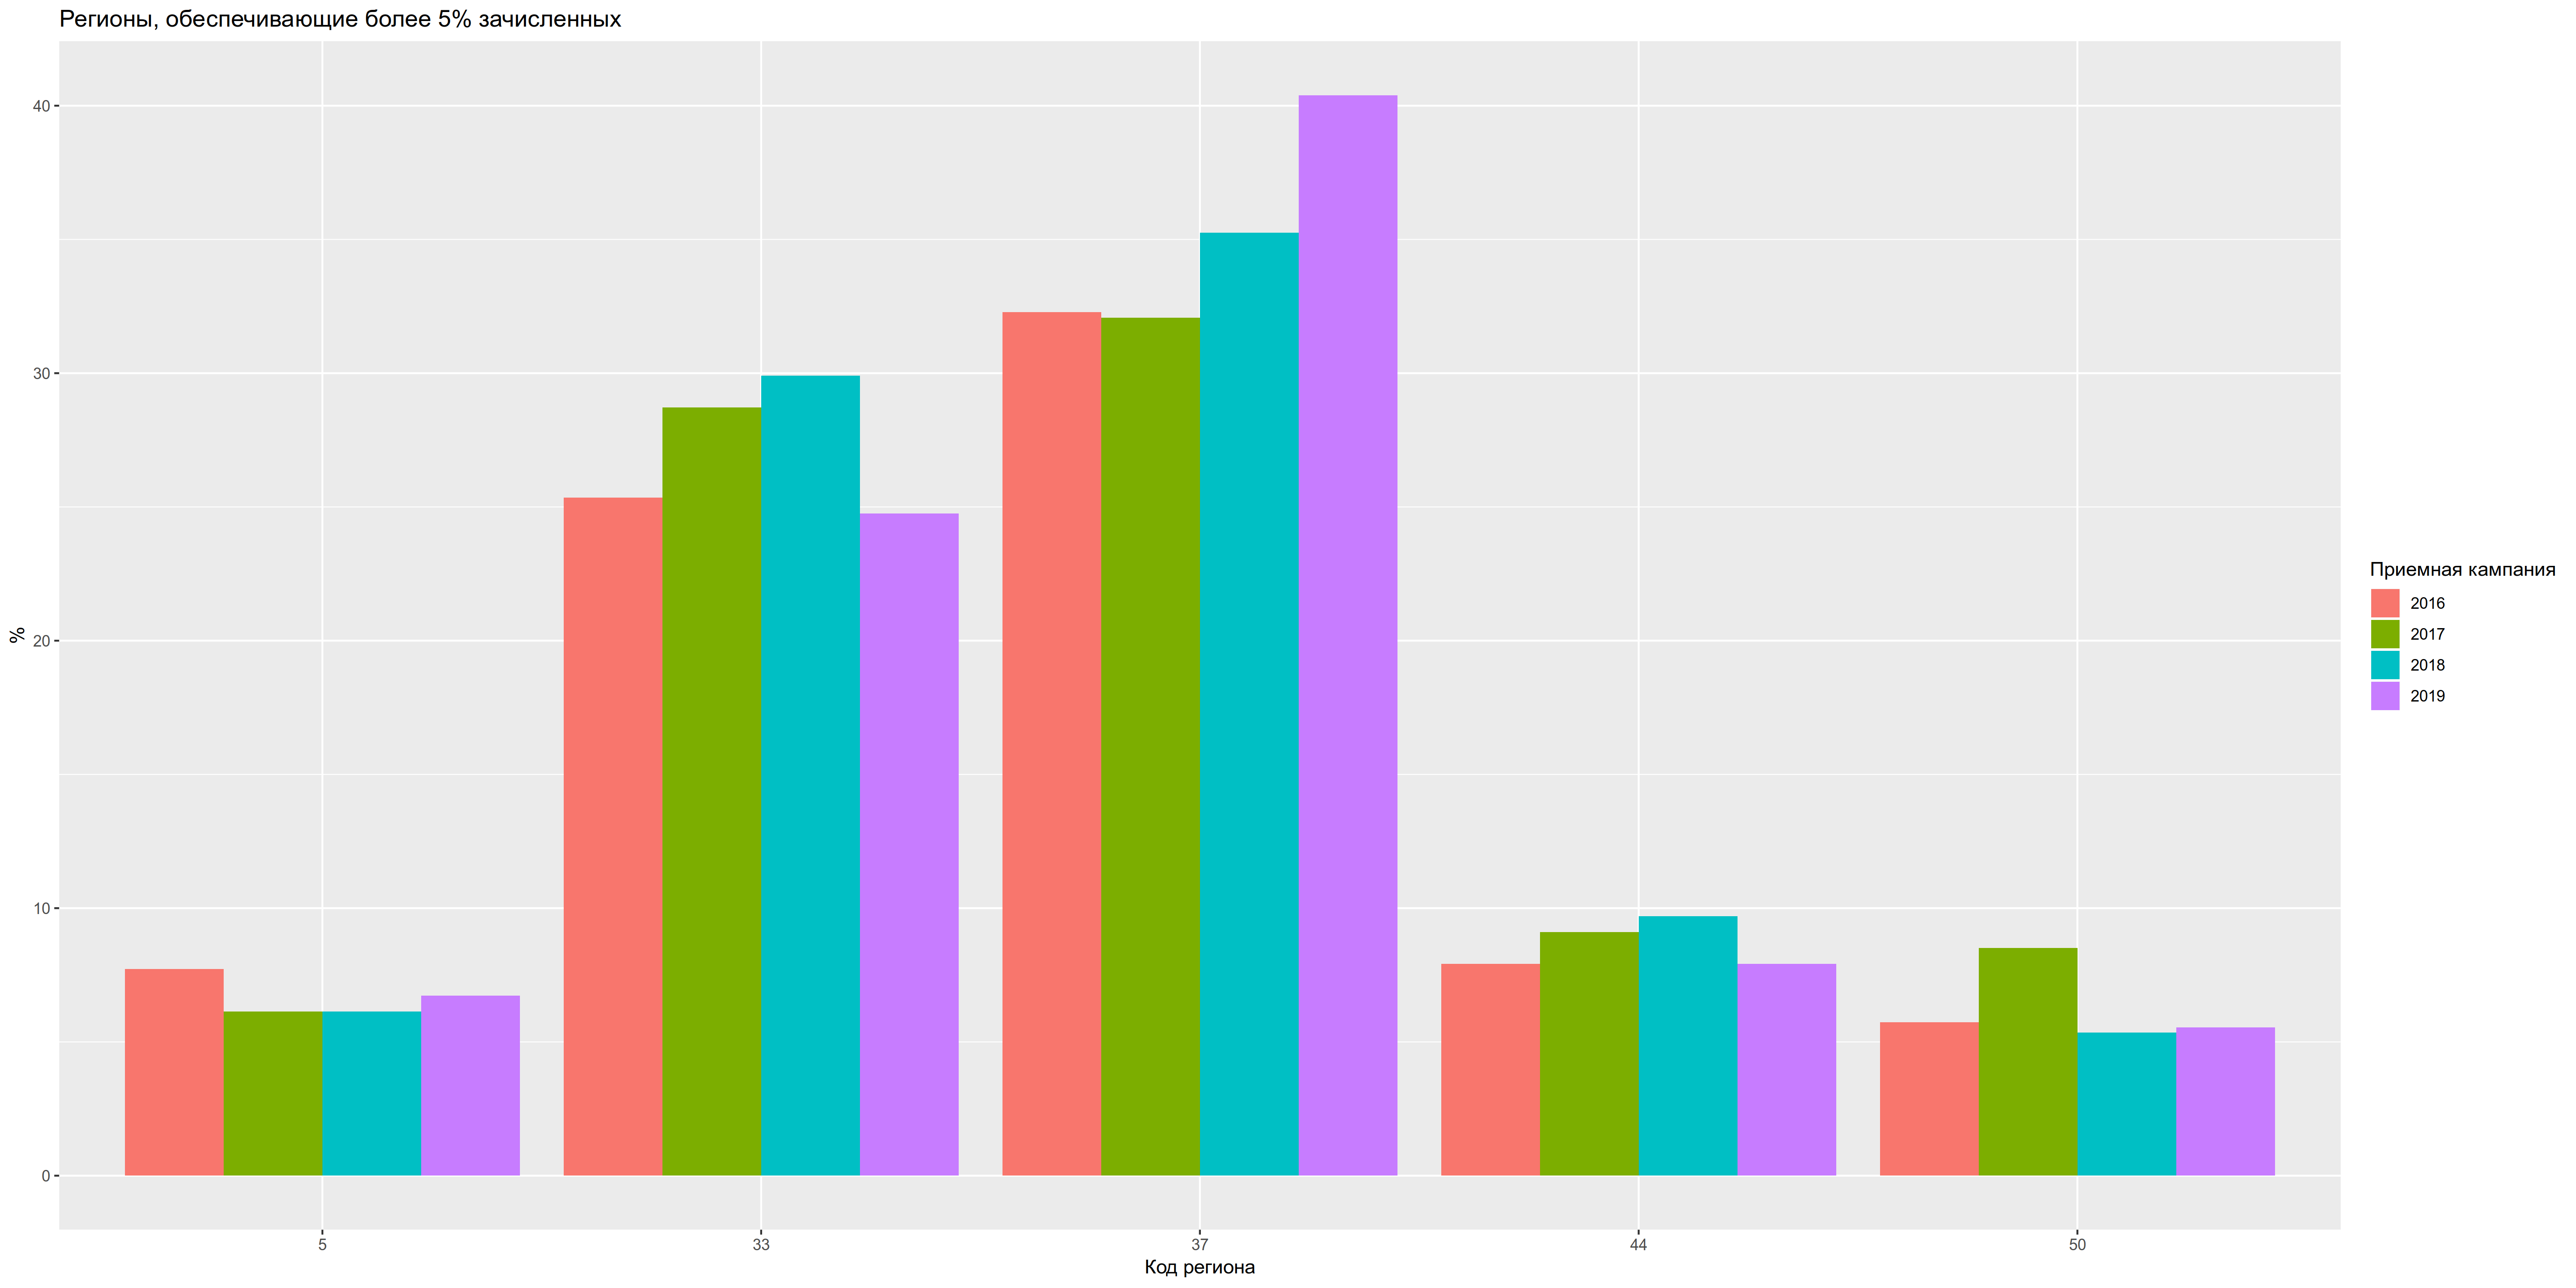 Регионы, обеспечивающие более 5% зачисленных
40
30
20
10
0
%
5 33 37 44 50
Код региона
Приемная кампания
2016
2017
2018
2019